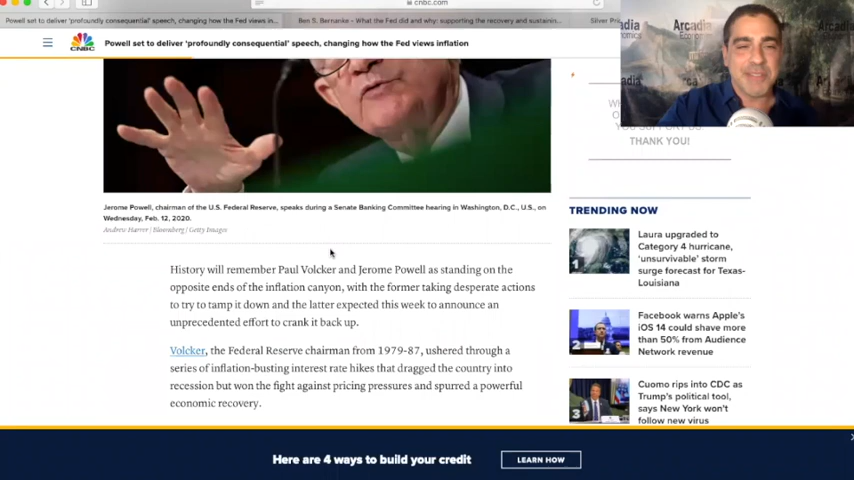 cnbc.com
Powell set to deliver 'profoundly consequential' speech, changing how the Fed views in...
Ben S. Bernanke - What the Fed did and why: supporting the recovery and sustainin...
Silver
CNBC
Powell set to deliver 'profoundly consequential' speech, changing how the Fed views inflation
Arcadia
Economics
Arcadia
THANK YOU!
Jerome Powell, chairman of the U.S. Federal Reserve, speaks during a Senate Banking Committee hearing in Washington, D.C., U.S., on
Wednesday, Feb. 12, 2020.
Andrew Harrer | Bloomberg | Getty Images
History will remember Paul Volcker and Jerome Powell as standing on the
opposite ends of the inflation canyon, with the former taking desperate actions
to try to tamp it down and the latter expected this week to announce an
unprecedented effort to crank it back up.
Volcker, the Federal Reserve chairman from 1979-87, ushered through a
series of inflation-busting interest rate hikes that dragged the country into
recession but won the fight against pricing pressures and spurred a powerful
economic recovery.
TRENDING NOW
1
Laura upgraded to
Category 4 hurricane,
'unsurvivable' storm
surge forecast for Texas-
Louisiana
2
Facebook warns Apple's
iOS 14 could shave more
than 50% from Audience
Network revenue
3
Cuomo rips into CDC as
Trump's political tool,
says New York won't
follow new virus
Here are 4 ways to build your credit
LEARN HOW